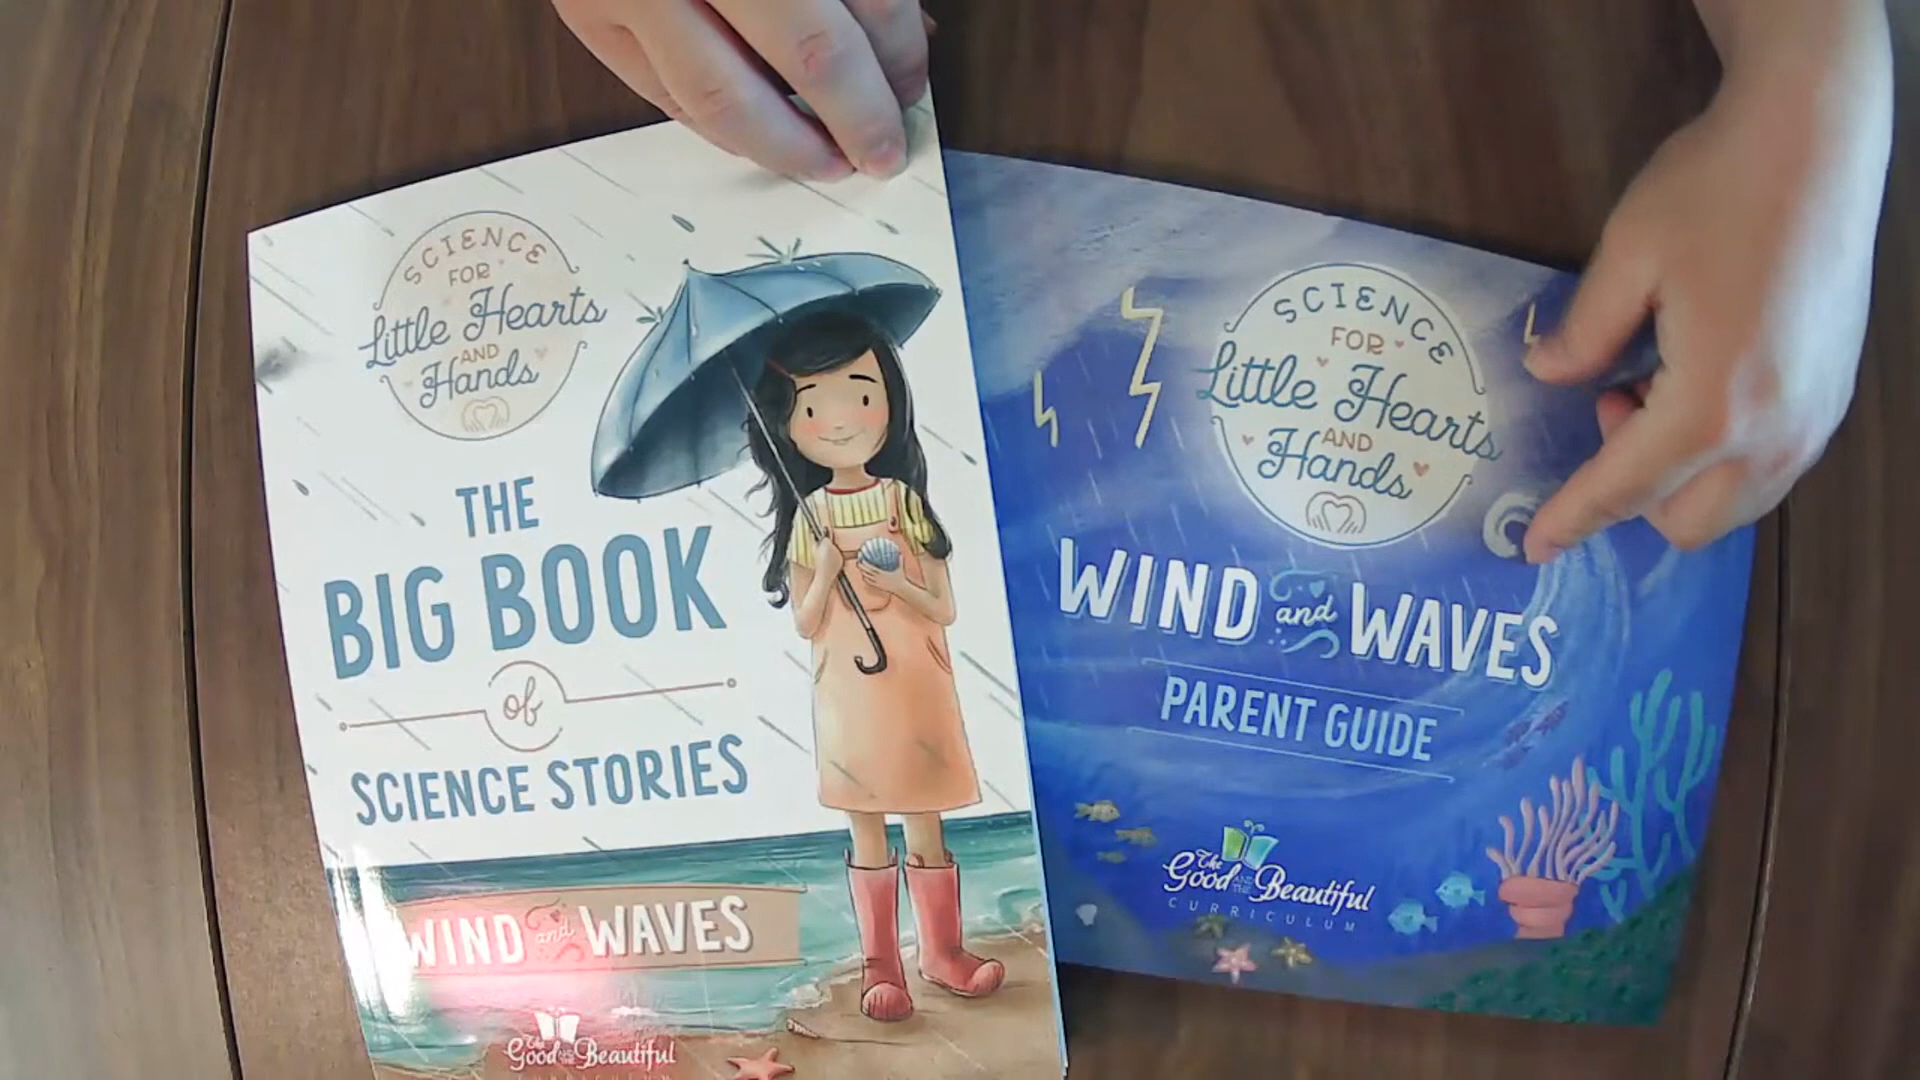 SCIENCE
FOR
Little Hearts
AND
Hands
THE
BIG BOOK
of
SCIENCE STORIES
WIND and WAVES
The
Good AND THE Beautiful
CURRICULUM
SCIENCE
FOR
Little Hearts
AND
Hands
WIND and WAVES
PARENT GUIDE
The
Good AND THE Beautiful
CURRICULUM